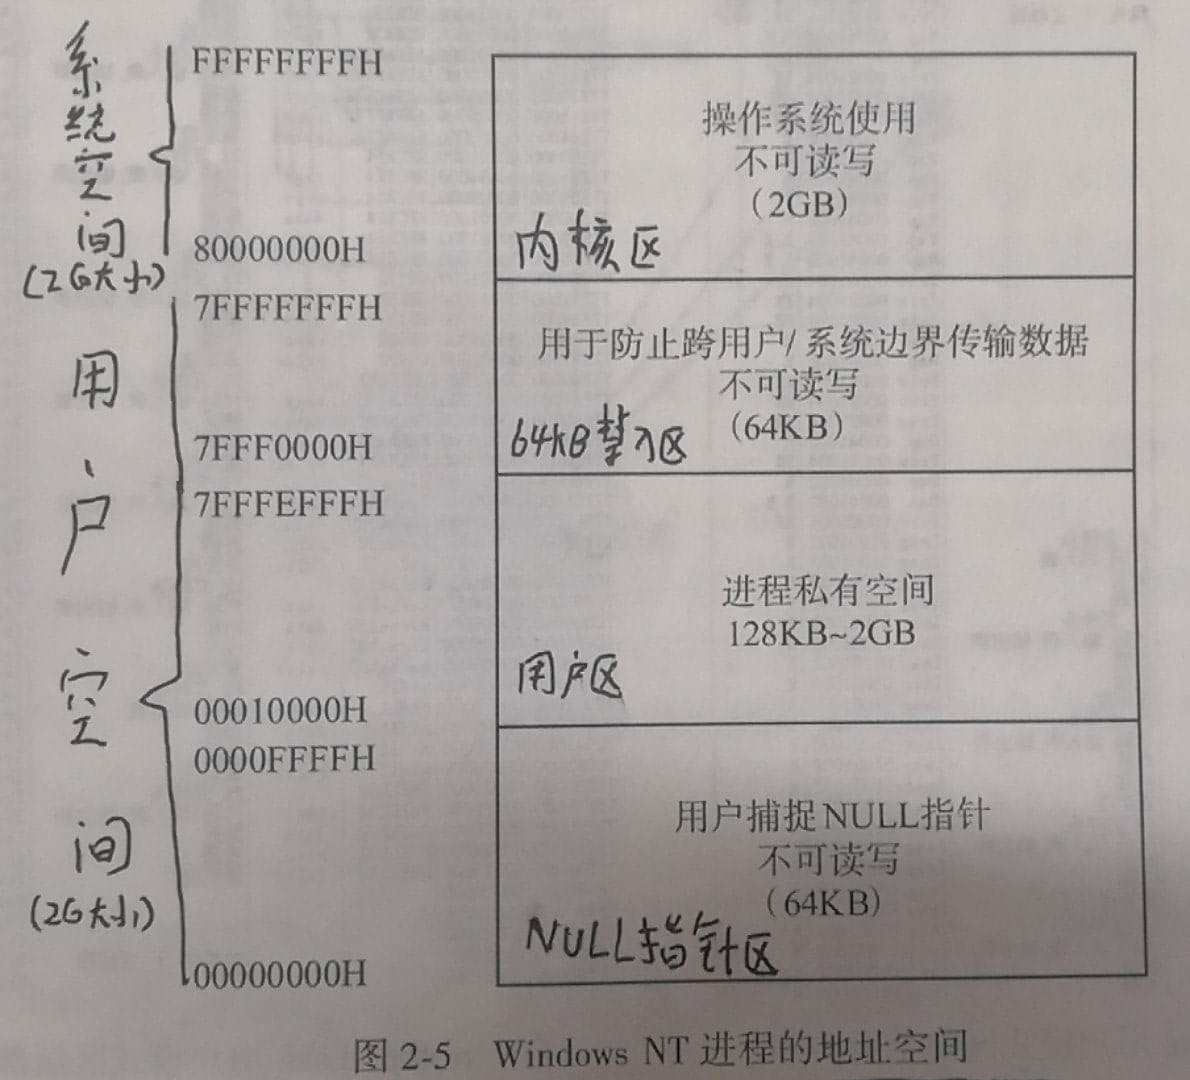 系统空间
(2G大小)
FFFFFFFFH
操作系统使用
不可读写
(2GB)
80000000H
内核区
7FFFFFFFH
用于防止跨用户/系统边界传输数据
不可读写
(64KB)
7FFF0000H
64KB禁入区
用户空间
(2G大小)
7FFFEFFFH
进程私有空间
128KB~2GB
用户区
00010000H
0000FFFFH
用户捕捉NULL指针
不可读写
(64KB)
NULL指针区
00000000H
图 2-5 Windows NT 进程的地址空间